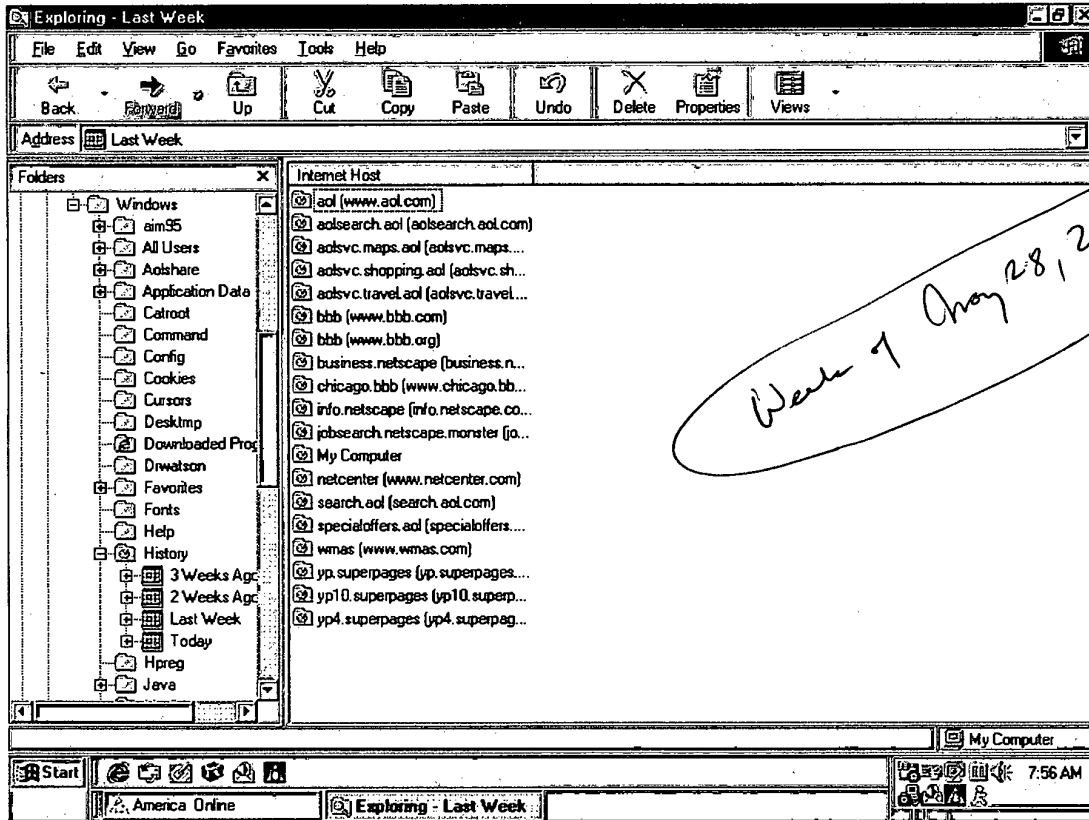 Exploring - Last Week
File Edit View Go Favorites Tools Help
Back Forward Up Cut Copy Paste Undo Delete Properties Views
Address Last Week
Folders
Windows
aim95
All Users
Aolshare
Application Data
Catroot
Command
Config
Cookies
Cursors
Desktmp
Downloaded Prog
Drwatson
Favorites
Fonts
Help
History
3 Weeks Ago
2 Weeks Ago
Last Week
Today
Hpreg
Java
Internet Host
aol (www.aol.com)
aolsearch.aol (aolsearch.aol.com)
aolsvc.maps.aol (aolsvc.maps....
aolsvc.shopping.aol (aolsvc.sh...
aolsvc.travel.aol (aolsvc.travel....
bbb (www.bbb.com)
bbb (www.bbb.org)
business.netscape (business.n...
chicago.bbb (www.chicago.bb...
info.netscape (info.netscape.co...
jobsearch.netscape.monster (jo...
My Computer
netcenter (www.netcenter.com)
search.aol (search.aol.com)
specialoffers.aol (specialoffers....
wmas (www.wmas.com)
yp.superpages (yp.superpages....
yp10.superpages (yp10.superp...
yp4.superpages (yp4.superpag...
Week of May 28, 2
My Computer
Start 7:56 AM
America Online Exploring - Last Week